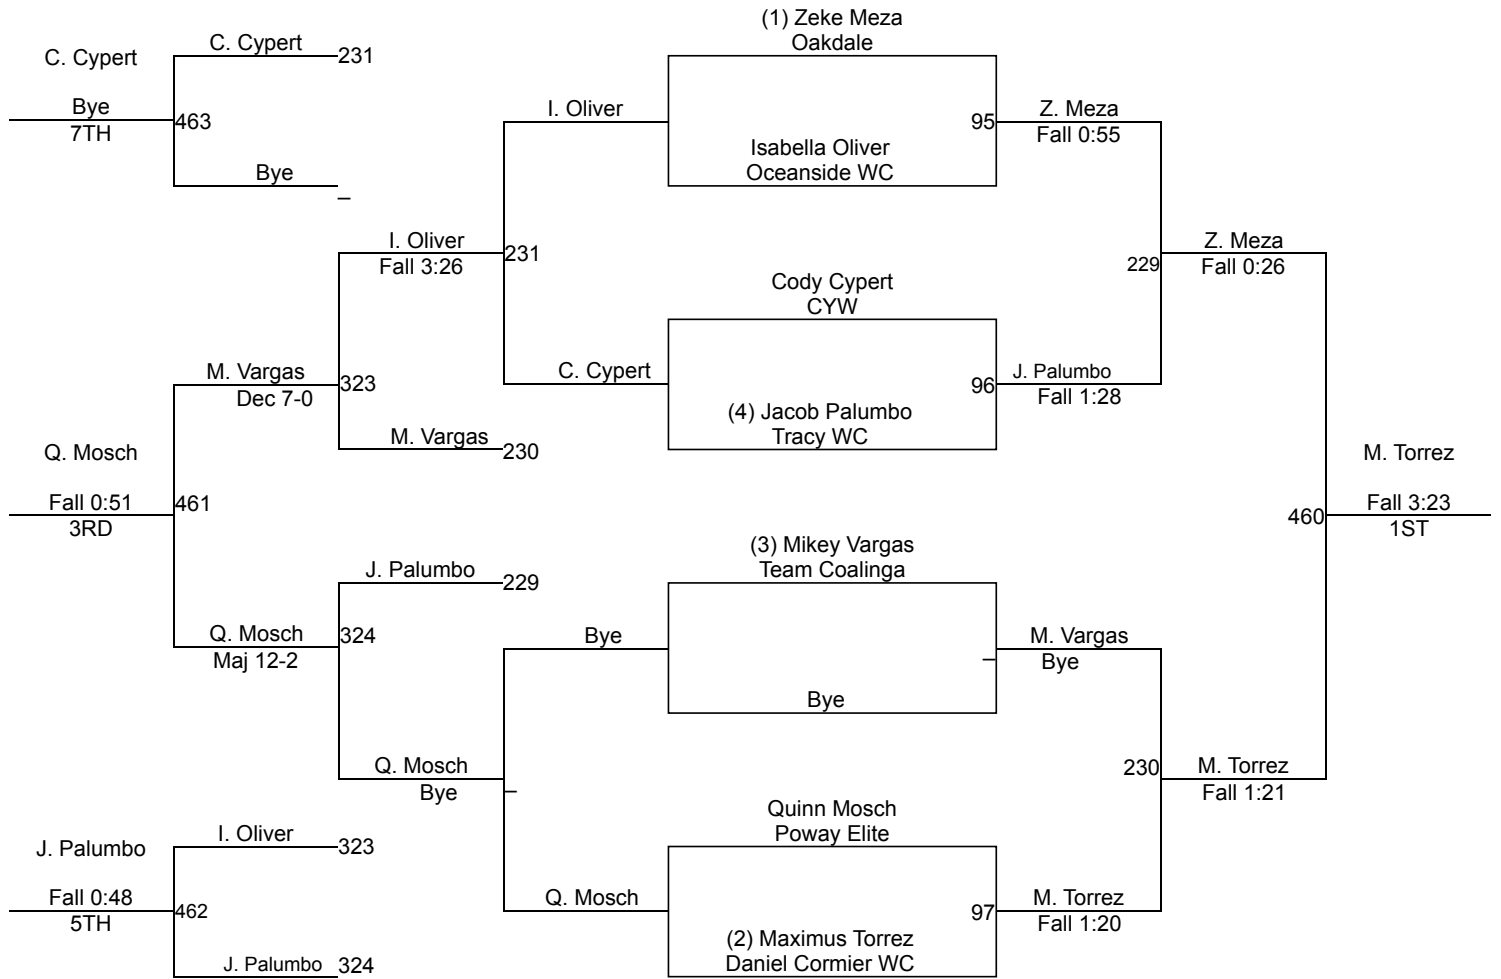 C. Cypert
Bye
7TH
C. Cypert
231
463
Bye
_
I. Oliver
Fall 3:26
M. Vargas
Dec 7-0
323
M. Vargas
230
Q. Mosch
Fall 0:51
3RD
461
J. Palumbo
229
Q. Mosch
Maj 12-2
324
Q. Mosch
Bye
_
J. Palumbo
Fall 0:48
5TH
I. Oliver
323
462
J. Palumbo
324
I. Oliver
231
C. Cypert
Bye
Q. Mosch
(1) Zeke Meza
Oakdale
95
Isabella Oliver
Oceanside WC
Cody Cypert
CYW
96
(4) Jacob Palumbo
Tracy WC
(3) Mikey Vargas
Team Coalinga
_
Bye
Quinn Mosch
Poway Elite
97
(2) Maximus Torrez
Daniel Cormier WC
Z. Meza
Fall 0:55
229
J. Palumbo
Fall 1:28
M. Vargas
Bye
230
M. Torrez
Fall 1:20
Z. Meza
Fall 0:26
460
M. Torrez
Fall 1:21
M. Torrez
Fall 3:23
1ST